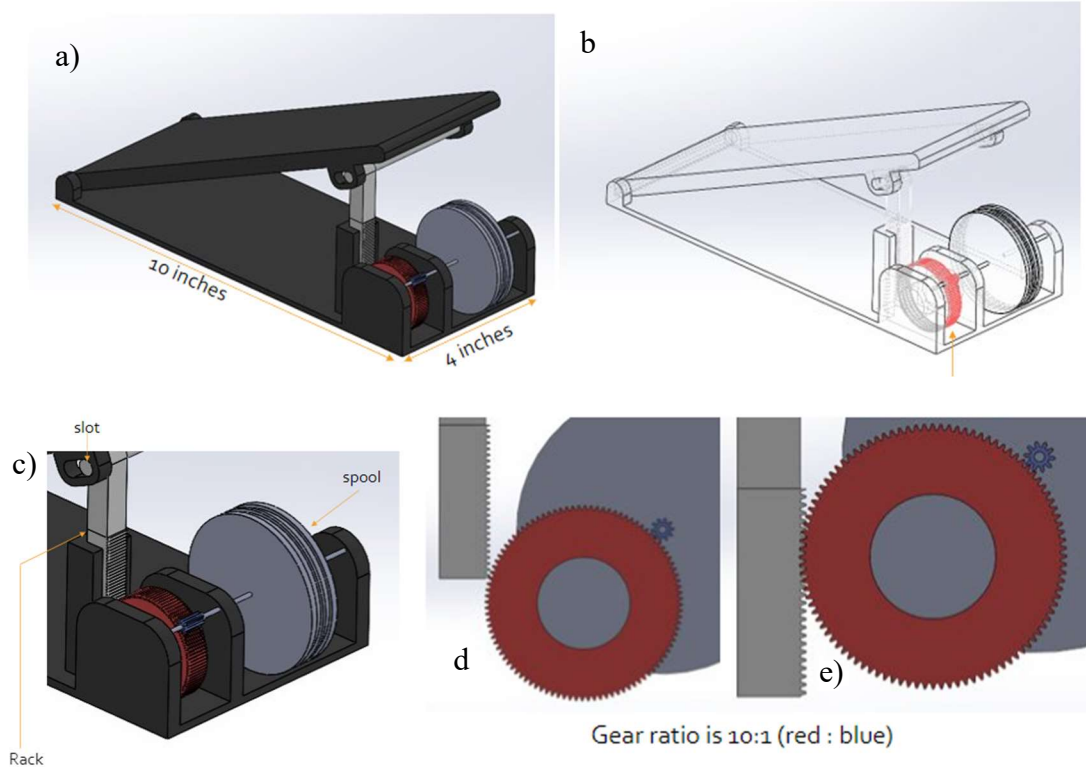 a)
b
10 inches
4 inches
c)
slot
spool
Rack
d
e)
Gear ratio is 10:1 (red : blue)